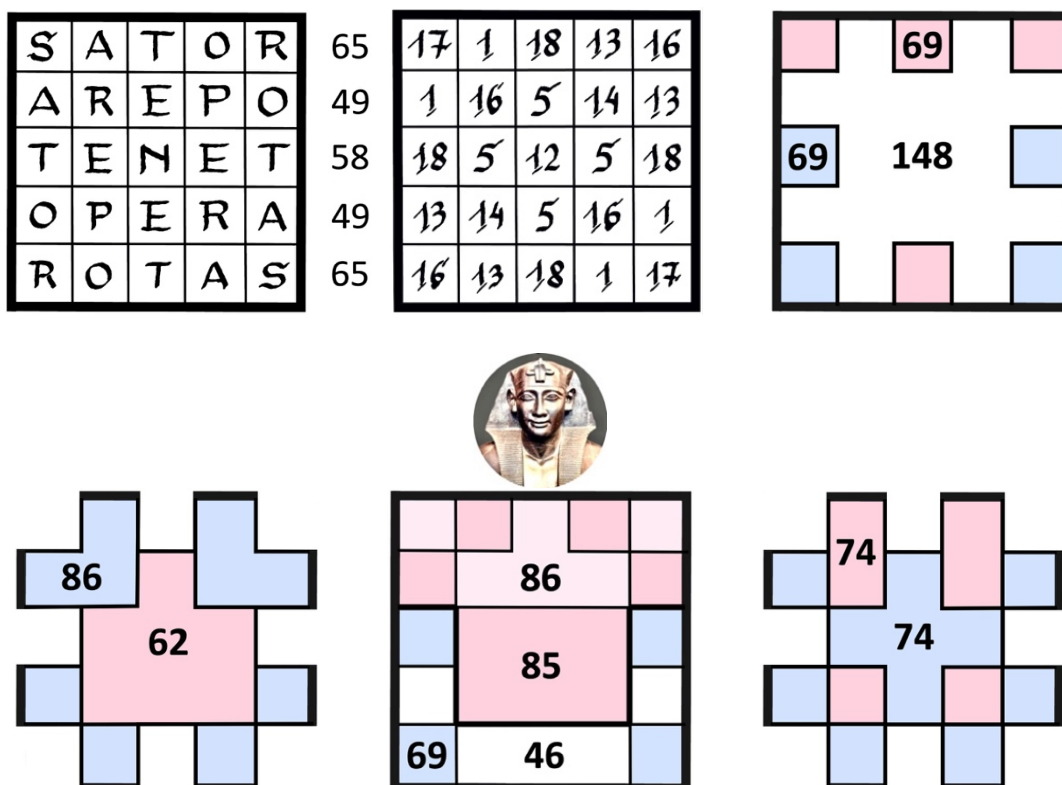 S A T O R
A R E P O
T E N E T
O P E R A
R O T A S
65 17 1 18 13 16
49 1 16 5 14 13
58 18 5 12 5 18
49 13 14 5 16 1
65 16 13 18 1 17
69
69 148
86
62
86
85
69 46
74
74